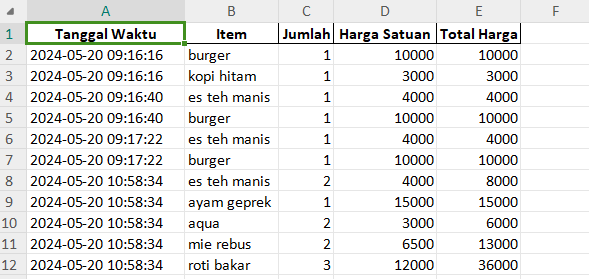 A B C D E F
1 Tanggal Waktu Item Jumlah Harga Satuan Total Harga
2 2024-05-20 09:16:16 burger 1 10000 10000
3 2024-05-20 09:16:16 kopi hitam 1 3000 3000
4 2024-05-20 09:16:40 es teh manis 1 4000 4000
5 2024-05-20 09:16:40 burger 1 10000 10000
6 2024-05-20 09:17:22 es teh manis 1 4000 4000
7 2024-05-20 09:17:22 burger 1 10000 10000
8 2024-05-20 10:58:34 es teh manis 2 4000 8000
9 2024-05-20 10:58:34 ayam geprek 1 15000 15000
10 2024-05-20 10:58:34 aqua 2 3000 6000
11 2024-05-20 10:58:34 mie rebus 2 6500 13000
12 2024-05-20 10:58:34 roti bakar 3 12000 36000